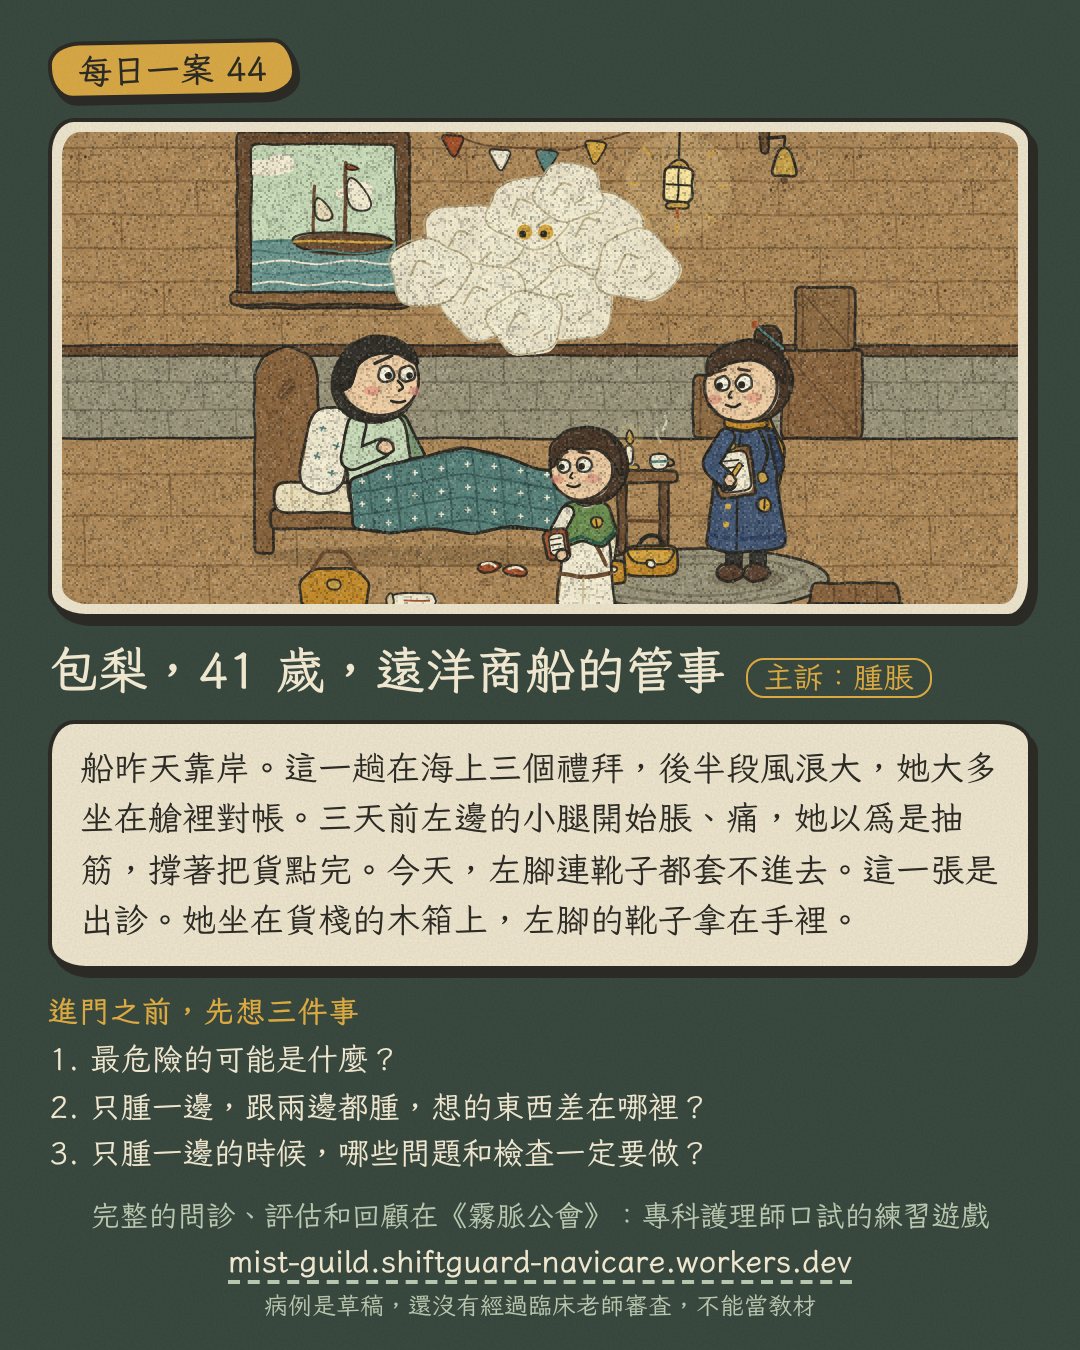 每日一案 44
包梨，41 歲，遠洋商船的管事
主訴：腫脹
船昨天靠岸。這一趟在海上三個禮拜，後半段風浪大，她大多
坐在艙裡對帳。三天前左邊的小腿開始脹、痛，她以為是抽
筋，撐著把貨點完。今天，左腳連靴子都套不進去。這一張是
出診。她坐在貨棧的木箱上，左腳的靴子拿在手裡。
進門之前，先想三件事
1. 最危險的可能是什麼？
2. 只腫一邊，跟兩邊都腫，想的東西差在哪裡？
3. 只腫一邊的時候，哪些問題和檢查一定要做？
完整的問診、評估和回顧在《霧脈公會》：專科護理師口試的練習遊戲
mist-guild.shiftguard-navicare.workers.dev
病例是草稿，還沒有經過臨床老師審查，不能當教材